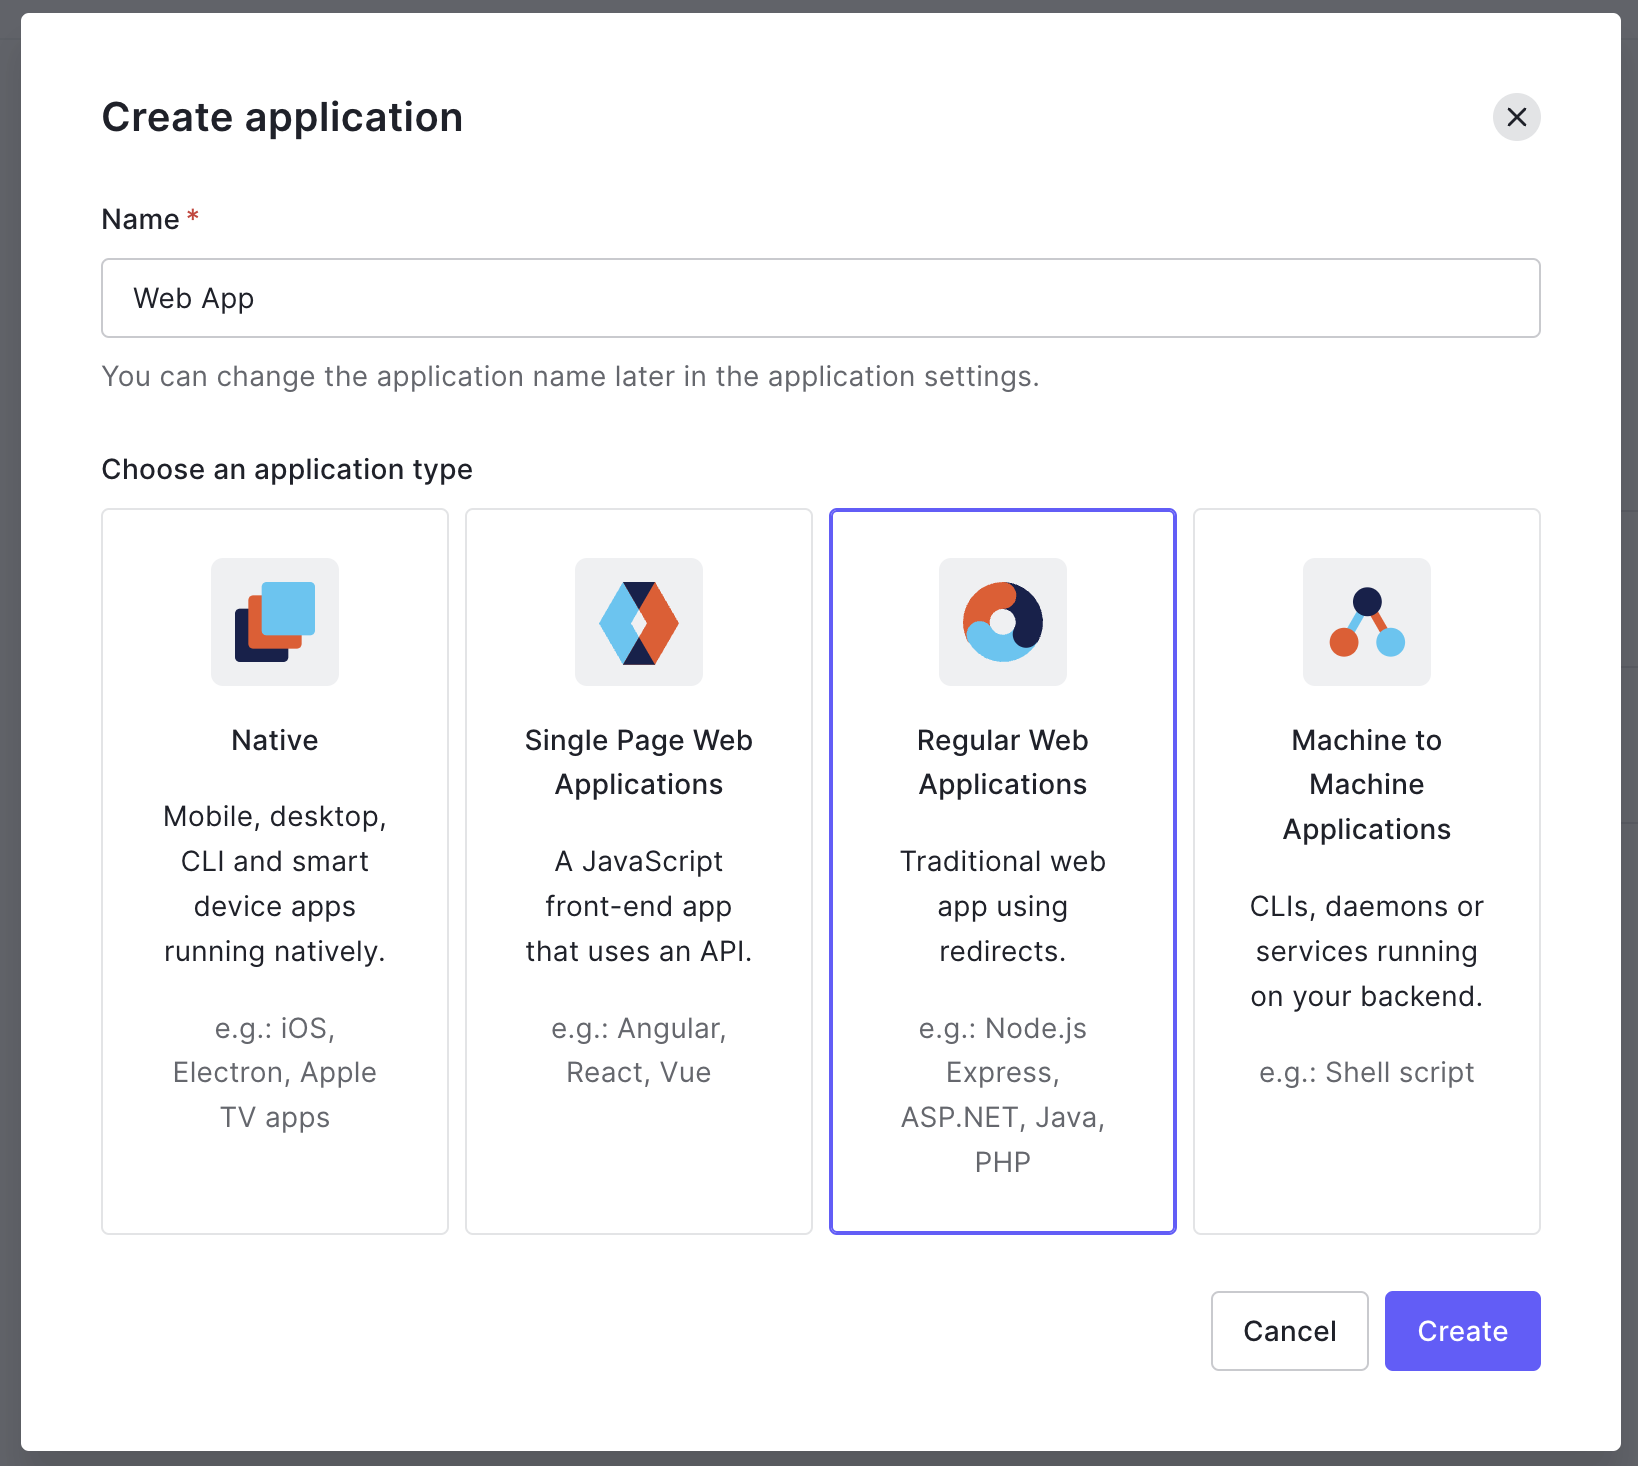 Create application
Name *
Web App
You can change the application name later in the application settings.
Choose an application type
Native
Mobile, desktop,
CLI and smart
device apps
running natively.
e.g.: iOS,
Electron, Apple
TV apps
Single Page Web
Applications
A JavaScript
front-end app
that uses an API.
e.g.: Angular,
React, Vue
Regular Web
Applications
Traditional web
app using
redirects.
e.g.: Node.js
Express,
ASP.NET, Java,
PHP
Machine to
Machine
Applications
CLIs, daemons or
services running
on your backend.
e.g.: Shell script
Cancel
Create